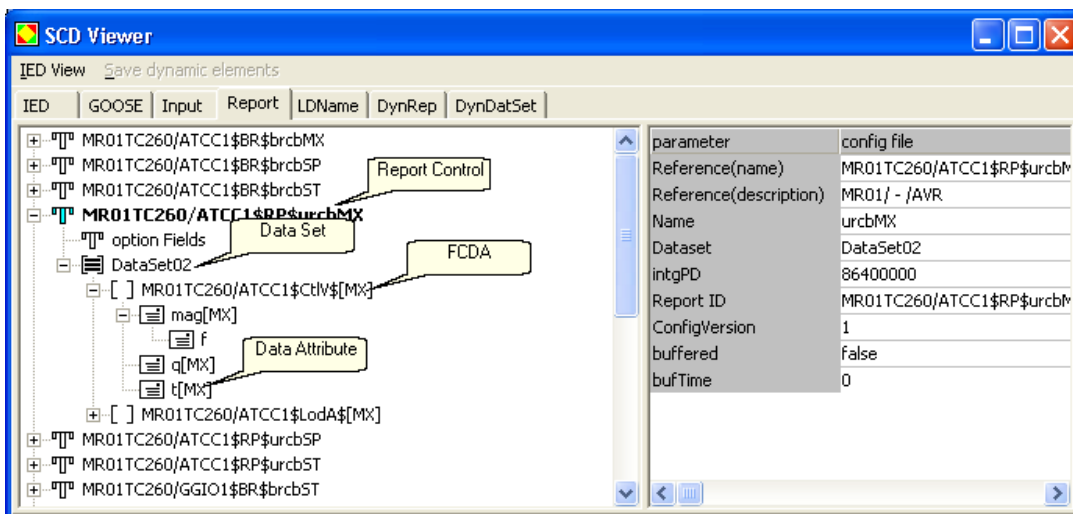 SCD Viewer
IED View Save dynamic elements
IED GOOSE Input Report LDName DynRep DynDatSet
MR01TC260/ATCC1$BR$brcbMX
MR01TC260/ATCC1$BR$brcbSP
MR01TC260/ATCC1$BR$brcbST
Report Control
MR01TC260/ATCC1$RP$urcbMX
option Fields
Data Set
DataSet02
FCDA
[ ] MR01TC260/ATCC1$CtlV$[MX]
mag[MX]
f
Data Attribute
q[MX]
t[MX]
[ ] MR01TC260/ATCC1$LodA$[MX]
MR01TC260/ATCC1$RP$urcbSP
MR01TC260/ATCC1$RP$urcbST
MR01TC260/GGIO1$BR$brcbST
parameter config file
Reference(name) MR01TC260/ATCC1$RP$urcbM
Reference(description) MR01/ - /AVR
Name urcbMX
Dataset DataSet02
intgPD 86400000
Report ID MR01TC260/ATCC1$RP$urcbM
ConfigVersion 1
buffered false
bufTime 0